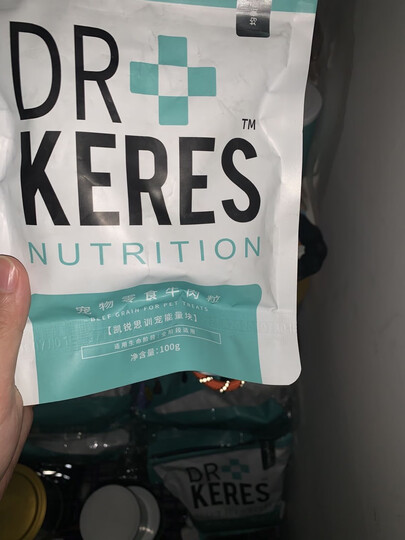 DR
KERES
TM
NUTRITION
宠物零食牛肉粒
BEEF GRAIN FOR PET TREATS
【凯锐思训宠能量块】
净含量:100g
DR
KERES